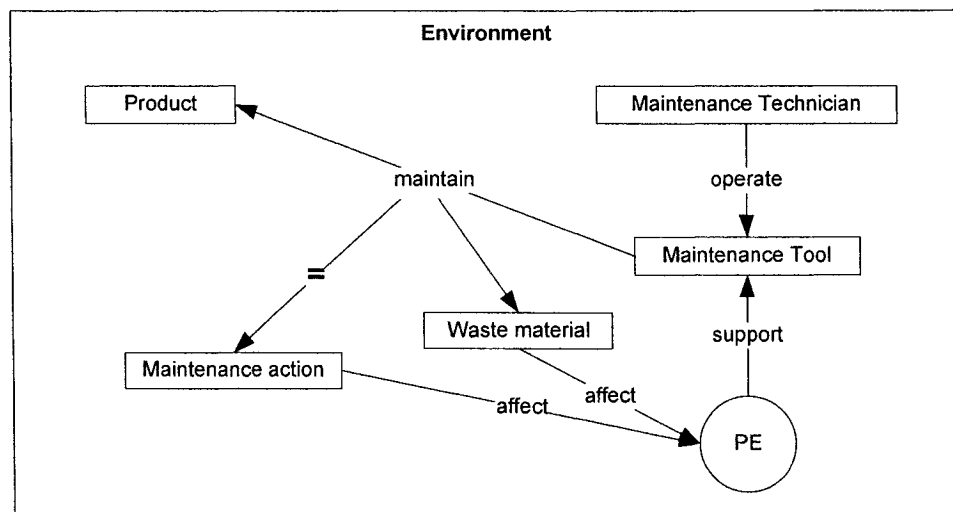 Environment
Product
Maintenance Technician
maintain
operate
Maintenance Tool
=
Waste material
support
Maintenance action
affect
affect
PE